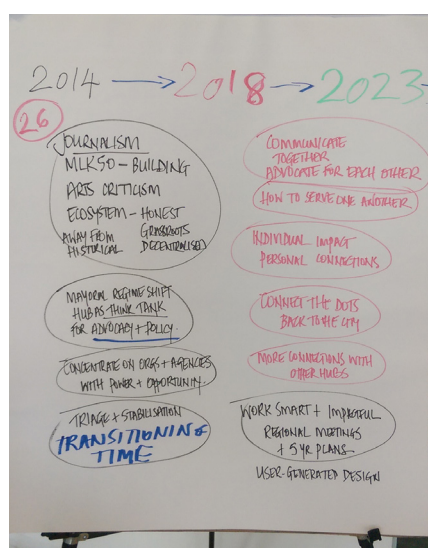 2014 → 2018 → 2023
26
JOURNALISM
MLK50 – BUILDING
ARTS CRITICISM
ECOSYSTEM – HONEST
AWAY FROM GRASSROOTS
HISTORICAL DECENTRALISED
MAYORAL REGIME SHIFT
HUB AS THINK TANK
FOR ADVOCACY + POLICY
CONCENTRATE ON ORGS + AGENCIES
WITH POWER + OPPORTUNITY
TRIAGE + STABILISATION
TRANSITIONING
TIME
COMMUNICATE
TOGETHER
ADVOCATE FOR EACH OTHER
HOW TO SERVE ONE ANOTHER
INDIVIDUAL IMPACT
PERSONAL CONNECTIONS
CONNECT THE DOTS
BACK TO THE CITY
MORE CONNECTIONS WITH
OTHER HUBS
WORK SMART + IMPACTFUL
REGIONAL MEETINGS
+ 5 YR PLANS
USER-GENERATED DESIGN